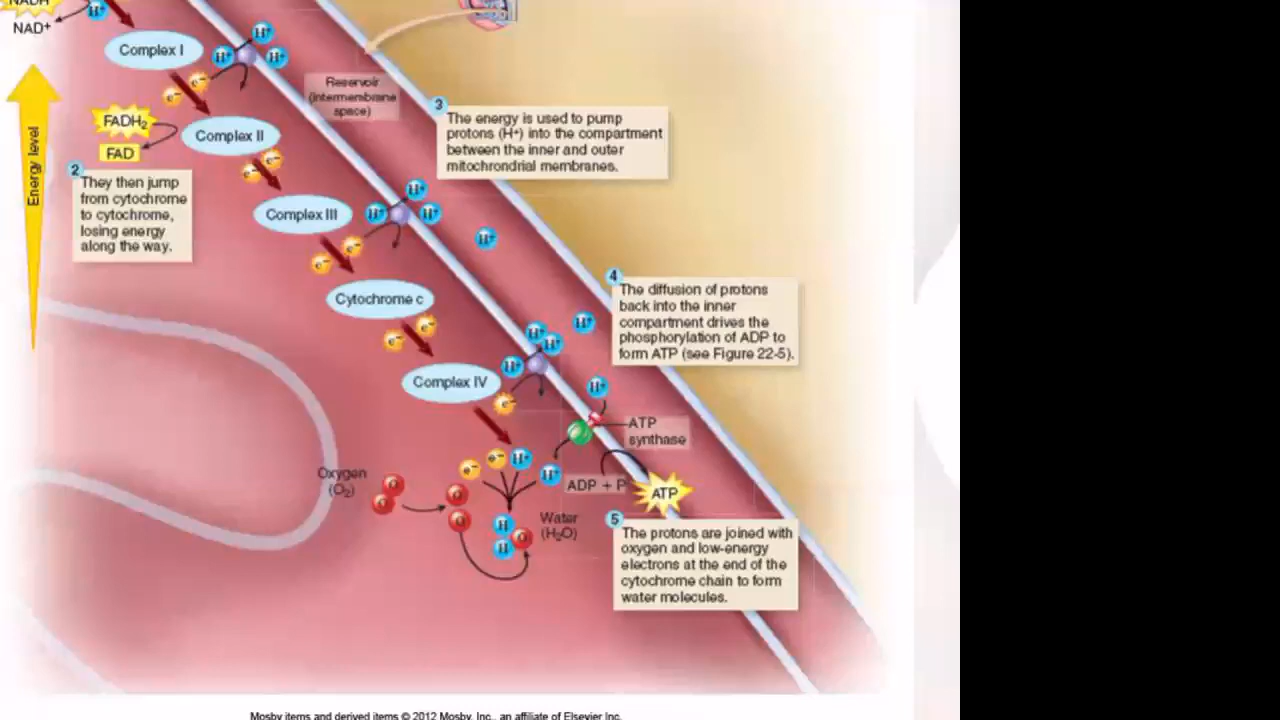 NADH
NAD+
H+
H+
Complex I
H+
H+
e-
e-
Reservoir
(intermembrane
space)
3
The energy is used to pump
protons (H+) into the compartment
between the inner and outer
mitochrondrial membranes.
FADH2
FAD
Complex II
Energy level
2
They then jump
from cytochrome
to cytochrome,
losing energy
along the way.
e-
e-
H+
H+
H+
Complex III
H+
e-
e-
4
The diffusion of protons
back into the inner
compartment drives the
phosphorylation of ADP to
form ATP (see Figure 22-5).
Cytochrome c
H+
e-
e-
H+
H+
H+
Complex IV
H+
e-
ATP
synthase
Oxygen
(O2)
e-
e-
H+
H+
ADP + P
ATP
O
O
O
O
H
H
O
Water
(H2O)
5
The protons are joined with
oxygen and low-energy
electrons at the end of the
cytochrome chain to form
water molecules.
Mosby items and derived items © 2012 Mosby, Inc., an affiliate of Elsevier Inc.